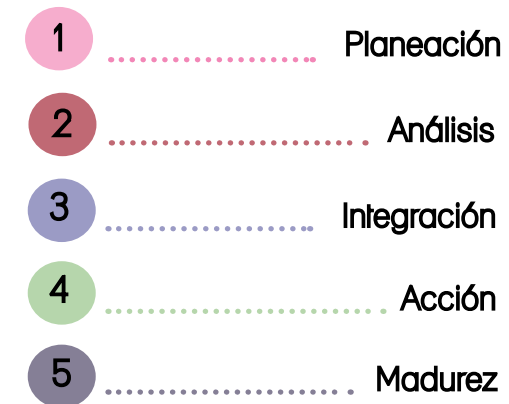 1 Planeación
2 Análisis
3 Integración
4 Acción
5 Madurez